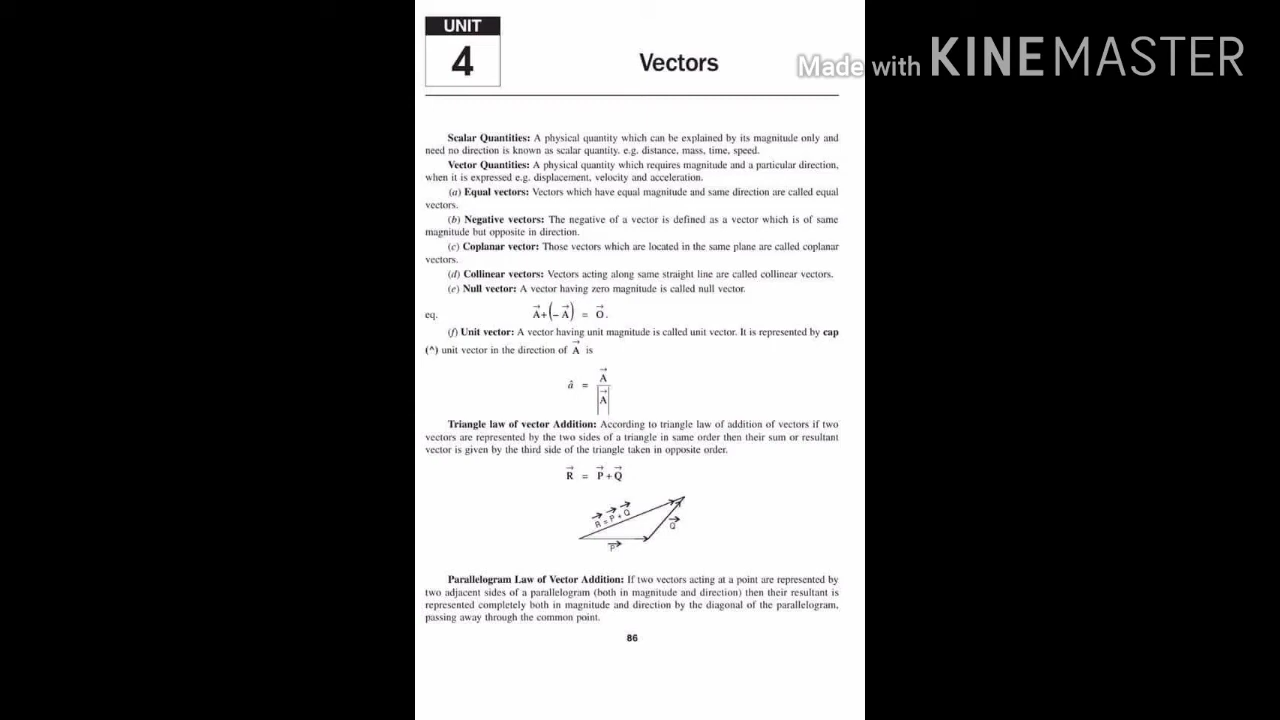 UNIT
4
Vectors
Made with KINEMASTER
Scalar Quantities: A physical quantity which can be explained by its magnitude only and
need no direction is known as scalar quantity. e.g. distance, mass, time, speed.
Vector Quantities: A physical quantity which requires magnitude and a particular direction,
when it is expressed e.g. displacement, velocity and acceleration.
(a) Equal vectors: Vectors which have equal magnitude and same direction are called equal
vectors.
(b) Negative vectors: The negative of a vector is defined as a vector which is of same
magnitude but opposite in direction.
(c) Coplanar vector: Those vectors which are located in the same plane are called coplanar
vectors.
(d) Collinear vectors: Vectors acting along same straight line are called collinear vectors.
(e) Null vector: A vector having zero magnitude is called null vector.
eq. A⃗+(−A⃗) = O⃗.
(f) Unit vector: A vector having unit magnitude is called unit vector. It is represented by cap
(^) unit vector in the direction of A⃗ is
â = A⃗
|A⃗|
Triangle law of vector Addition: According to triangle law of addition of vectors if two
vectors are represented by the two sides of a triangle in same order then their sum or resultant
vector is given by the third side of the triangle taken in opposite order.
R⃗ = P⃗+Q⃗
R⃗ = P⃗ + Q⃗
Q⃗
P⃗
Parallelogram Law of Vector Addition: If two vectors acting at a point are represented by
two adjacent sides of a parallelogram (both in magnitude and direction) then their resultant is
represented completely both in magnitude and direction by the diagonal of the parallelogram,
passing away through the common point.
86